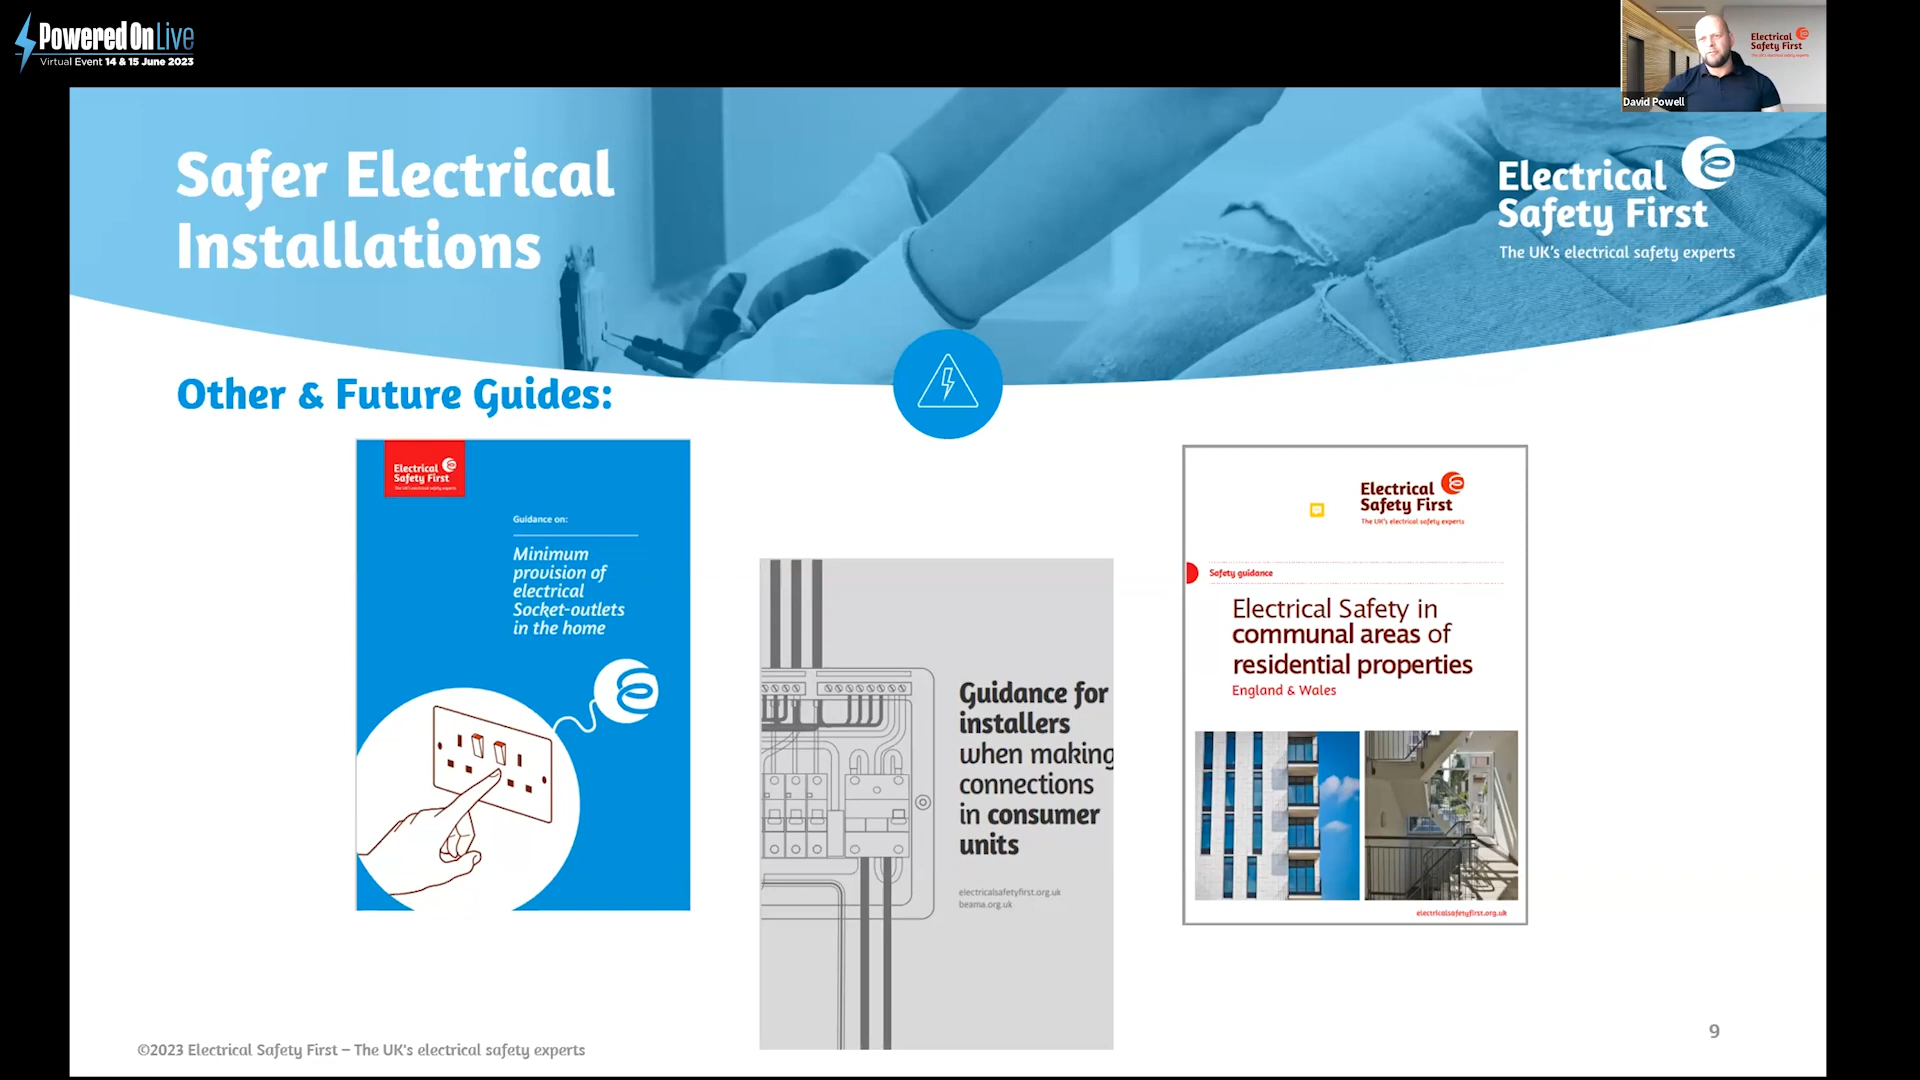 PoweredOnLive
Virtual Event 14 & 15 June 2023
Electrical
Safety First
David Powell
Safer Electrical
Installations
Electrical
Safety First
The UK's electrical safety experts
Other & Future Guides:
Electrical
Safety First
The UK's electrical safety experts
Guidance on:
Minimum
provision of
electrical
Socket-outlets
in the home
Guidance for
installers
when making
connections
in consumer
units
electricalsafetyfirst.org.uk
beama.org.uk
Electrical
Safety First
The UK's electrical safety experts
Safety guidance
Electrical Safety in
communal areas of
residential properties
England & Wales
electricalsafetyfirst.org.uk
©2023 Electrical Safety First – The UK's electrical safety experts
9